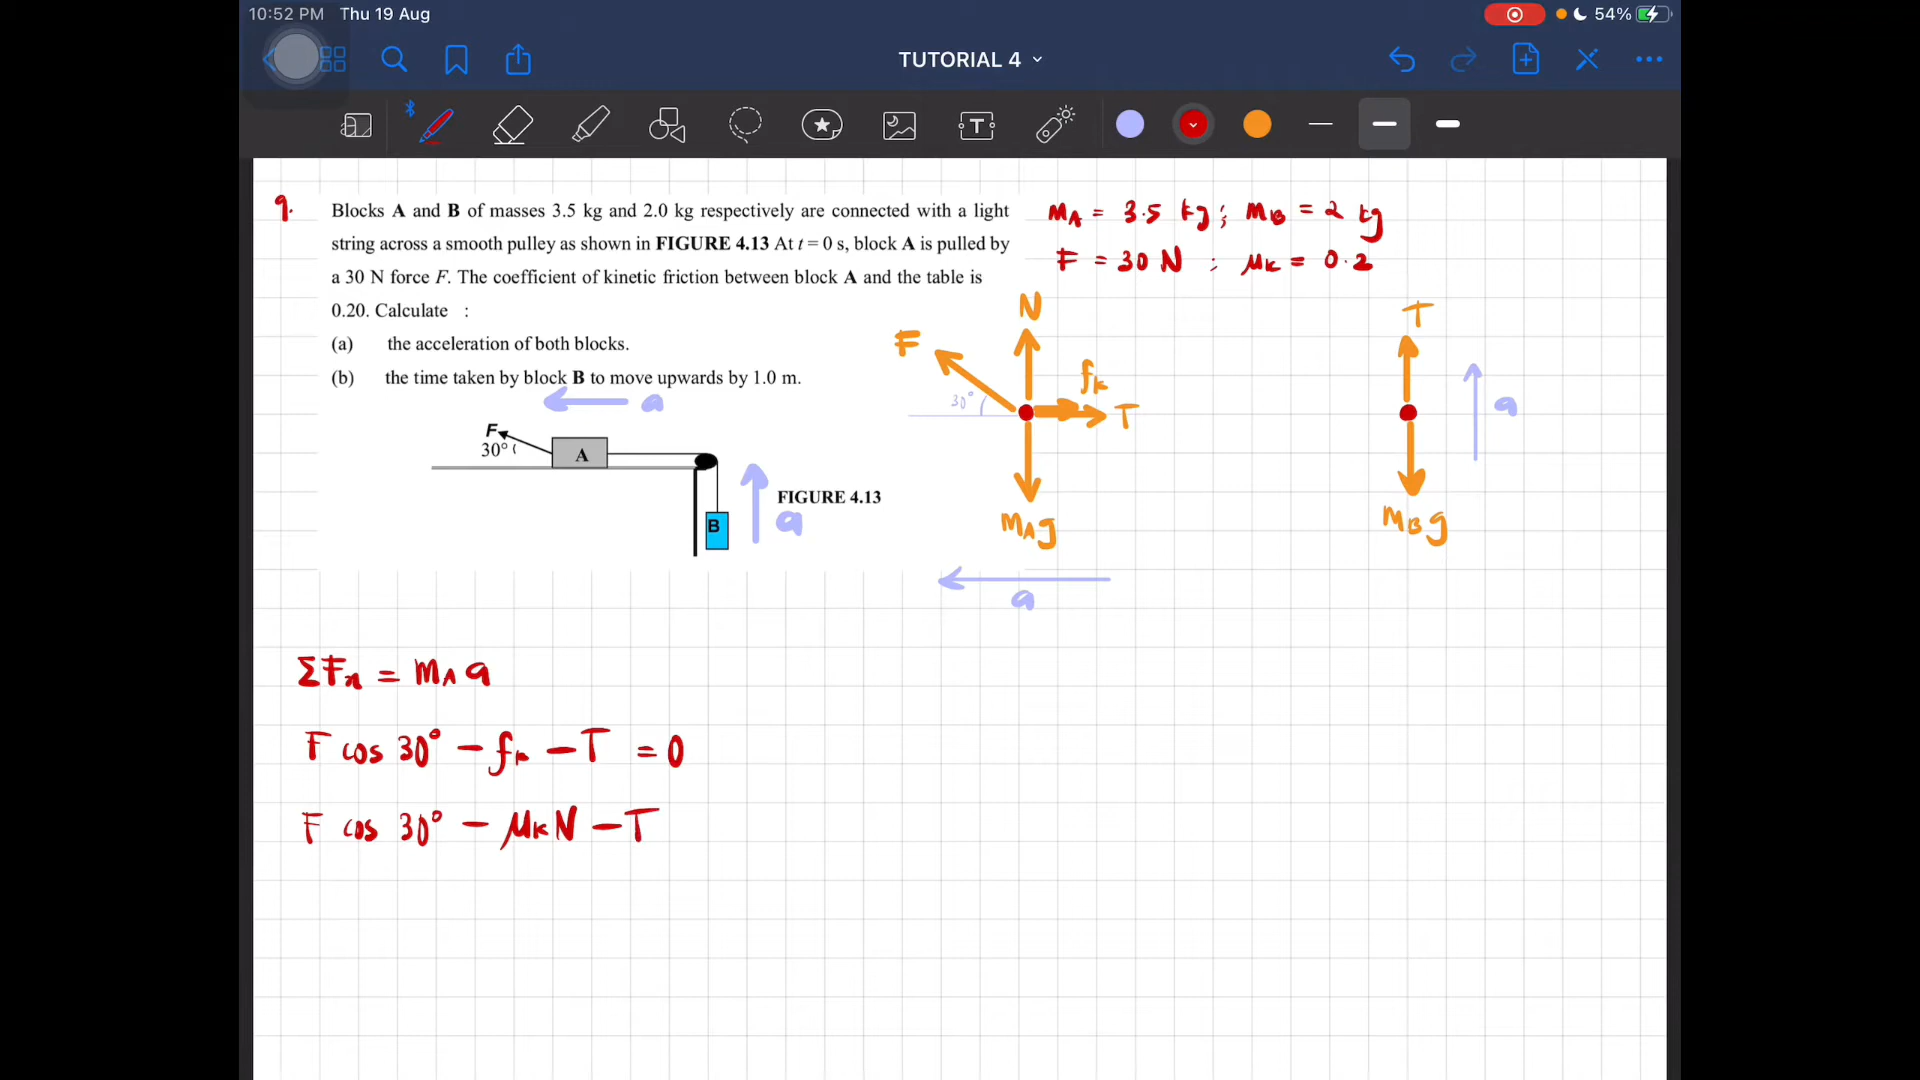 10:52 PM Thu 19 Aug
54%
TUTORIAL 4
9.
Blocks A and B of masses 3.5 kg and 2.0 kg respectively are connected with a light
string across a smooth pulley as shown in FIGURE 4.13 At t = 0 s, block A is pulled by
a 30 N force F. The coefficient of kinetic friction between block A and the table is
0.20. Calculate :
(a) the acceleration of both blocks.
(b) the time taken by block B to move upwards by 1.0 m.
mA = 3.5 kg ; mB = 2 kg
F = 30 N ; μk = 0.2
a
F
30°
A
B
a
FIGURE 4.13
N
F
30°
fk
T
mAg
a
T
a
mBg
ΣFx = mA a
F cos 30° - fk - T = 0
F cos 30° - μkN - T